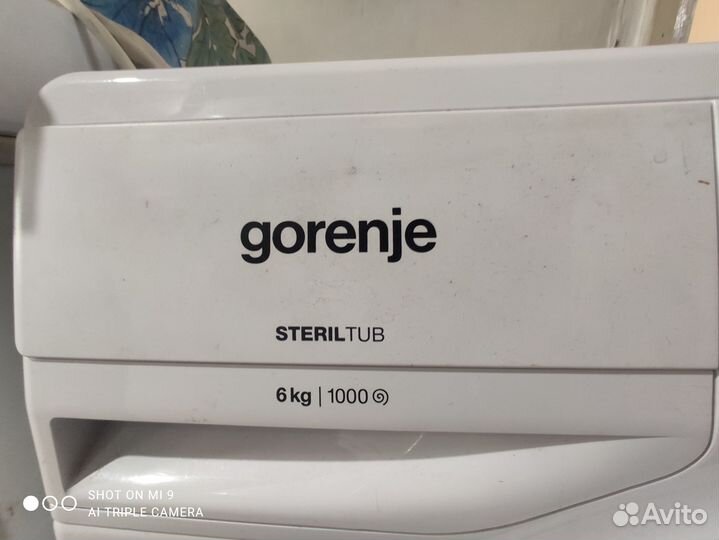 gorenje
STERILTUB
6 kg | 1000
SHOT ON MI 9
AI TRIPLE CAMERA
Avito